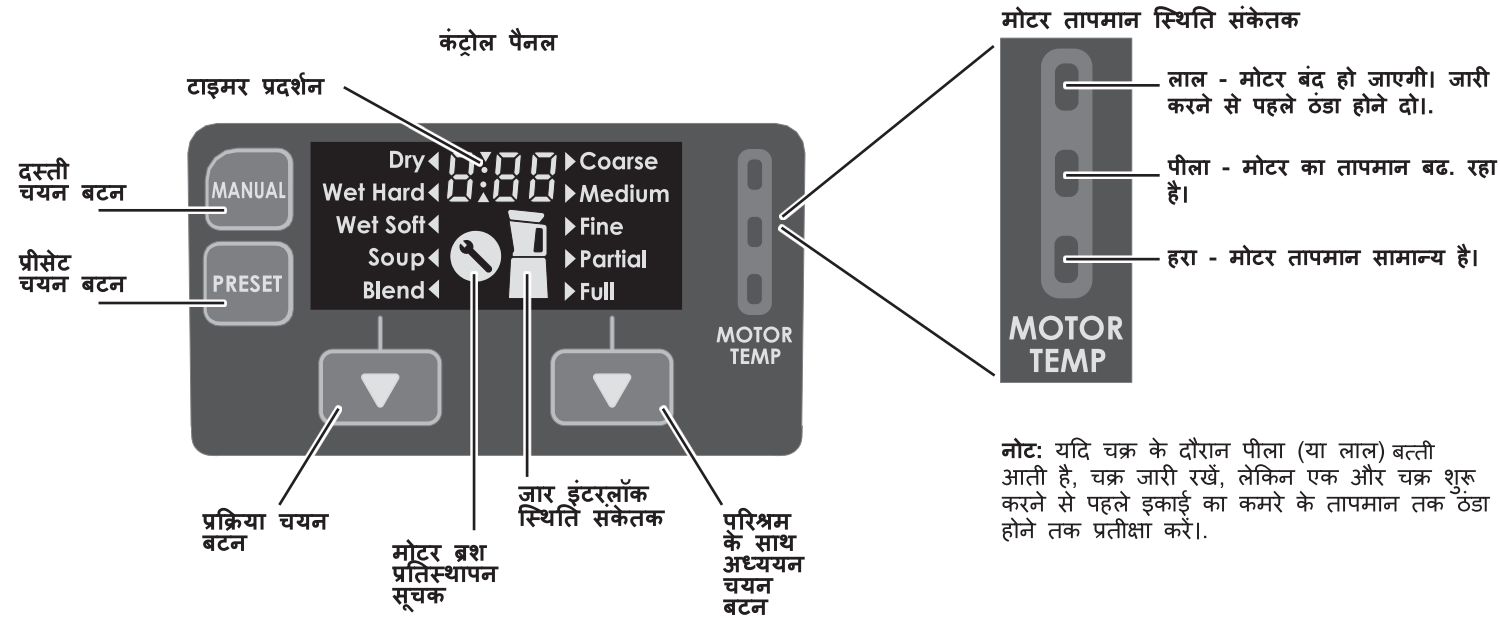 कंट्रोल पैनल
टाइमर प्रदर्शन
दस्ती
चयन बटन
प्रीसेट
चयन बटन
MANUAL
PRESET
Dry
Wet Hard
Wet Soft
Soup
Blend
8:88
Coarse
Medium
Fine
Partial
Full
MOTOR
TEMP
प्रक्रिया चयन
बटन
मोटर ब्रश
प्रतिस्थापन
सूचक
जार इंटरलॉक
स्थिति संकेतक
परिश्रम
के साथ
अध्ययन
चयन
बटन
मोटर तापमान स्थिति संकेतक
लाल - मोटर बंद हो जाएगी। जारी
करने से पहले ठंडा होने दो।.
पीला - मोटर का तापमान बढ. रहा
है।
हरा - मोटर तापमान सामान्य है।
MOTOR
TEMP
नोट: यदि चक्र के दौरान पीला (या लाल) बत्ती
आती है, चक्र जारी रखें, लेकिन एक और चक्र शुरू
करने से पहले इकाई का कमरे के तापमान तक ठंडा
होने तक प्रतीक्षा करें।.